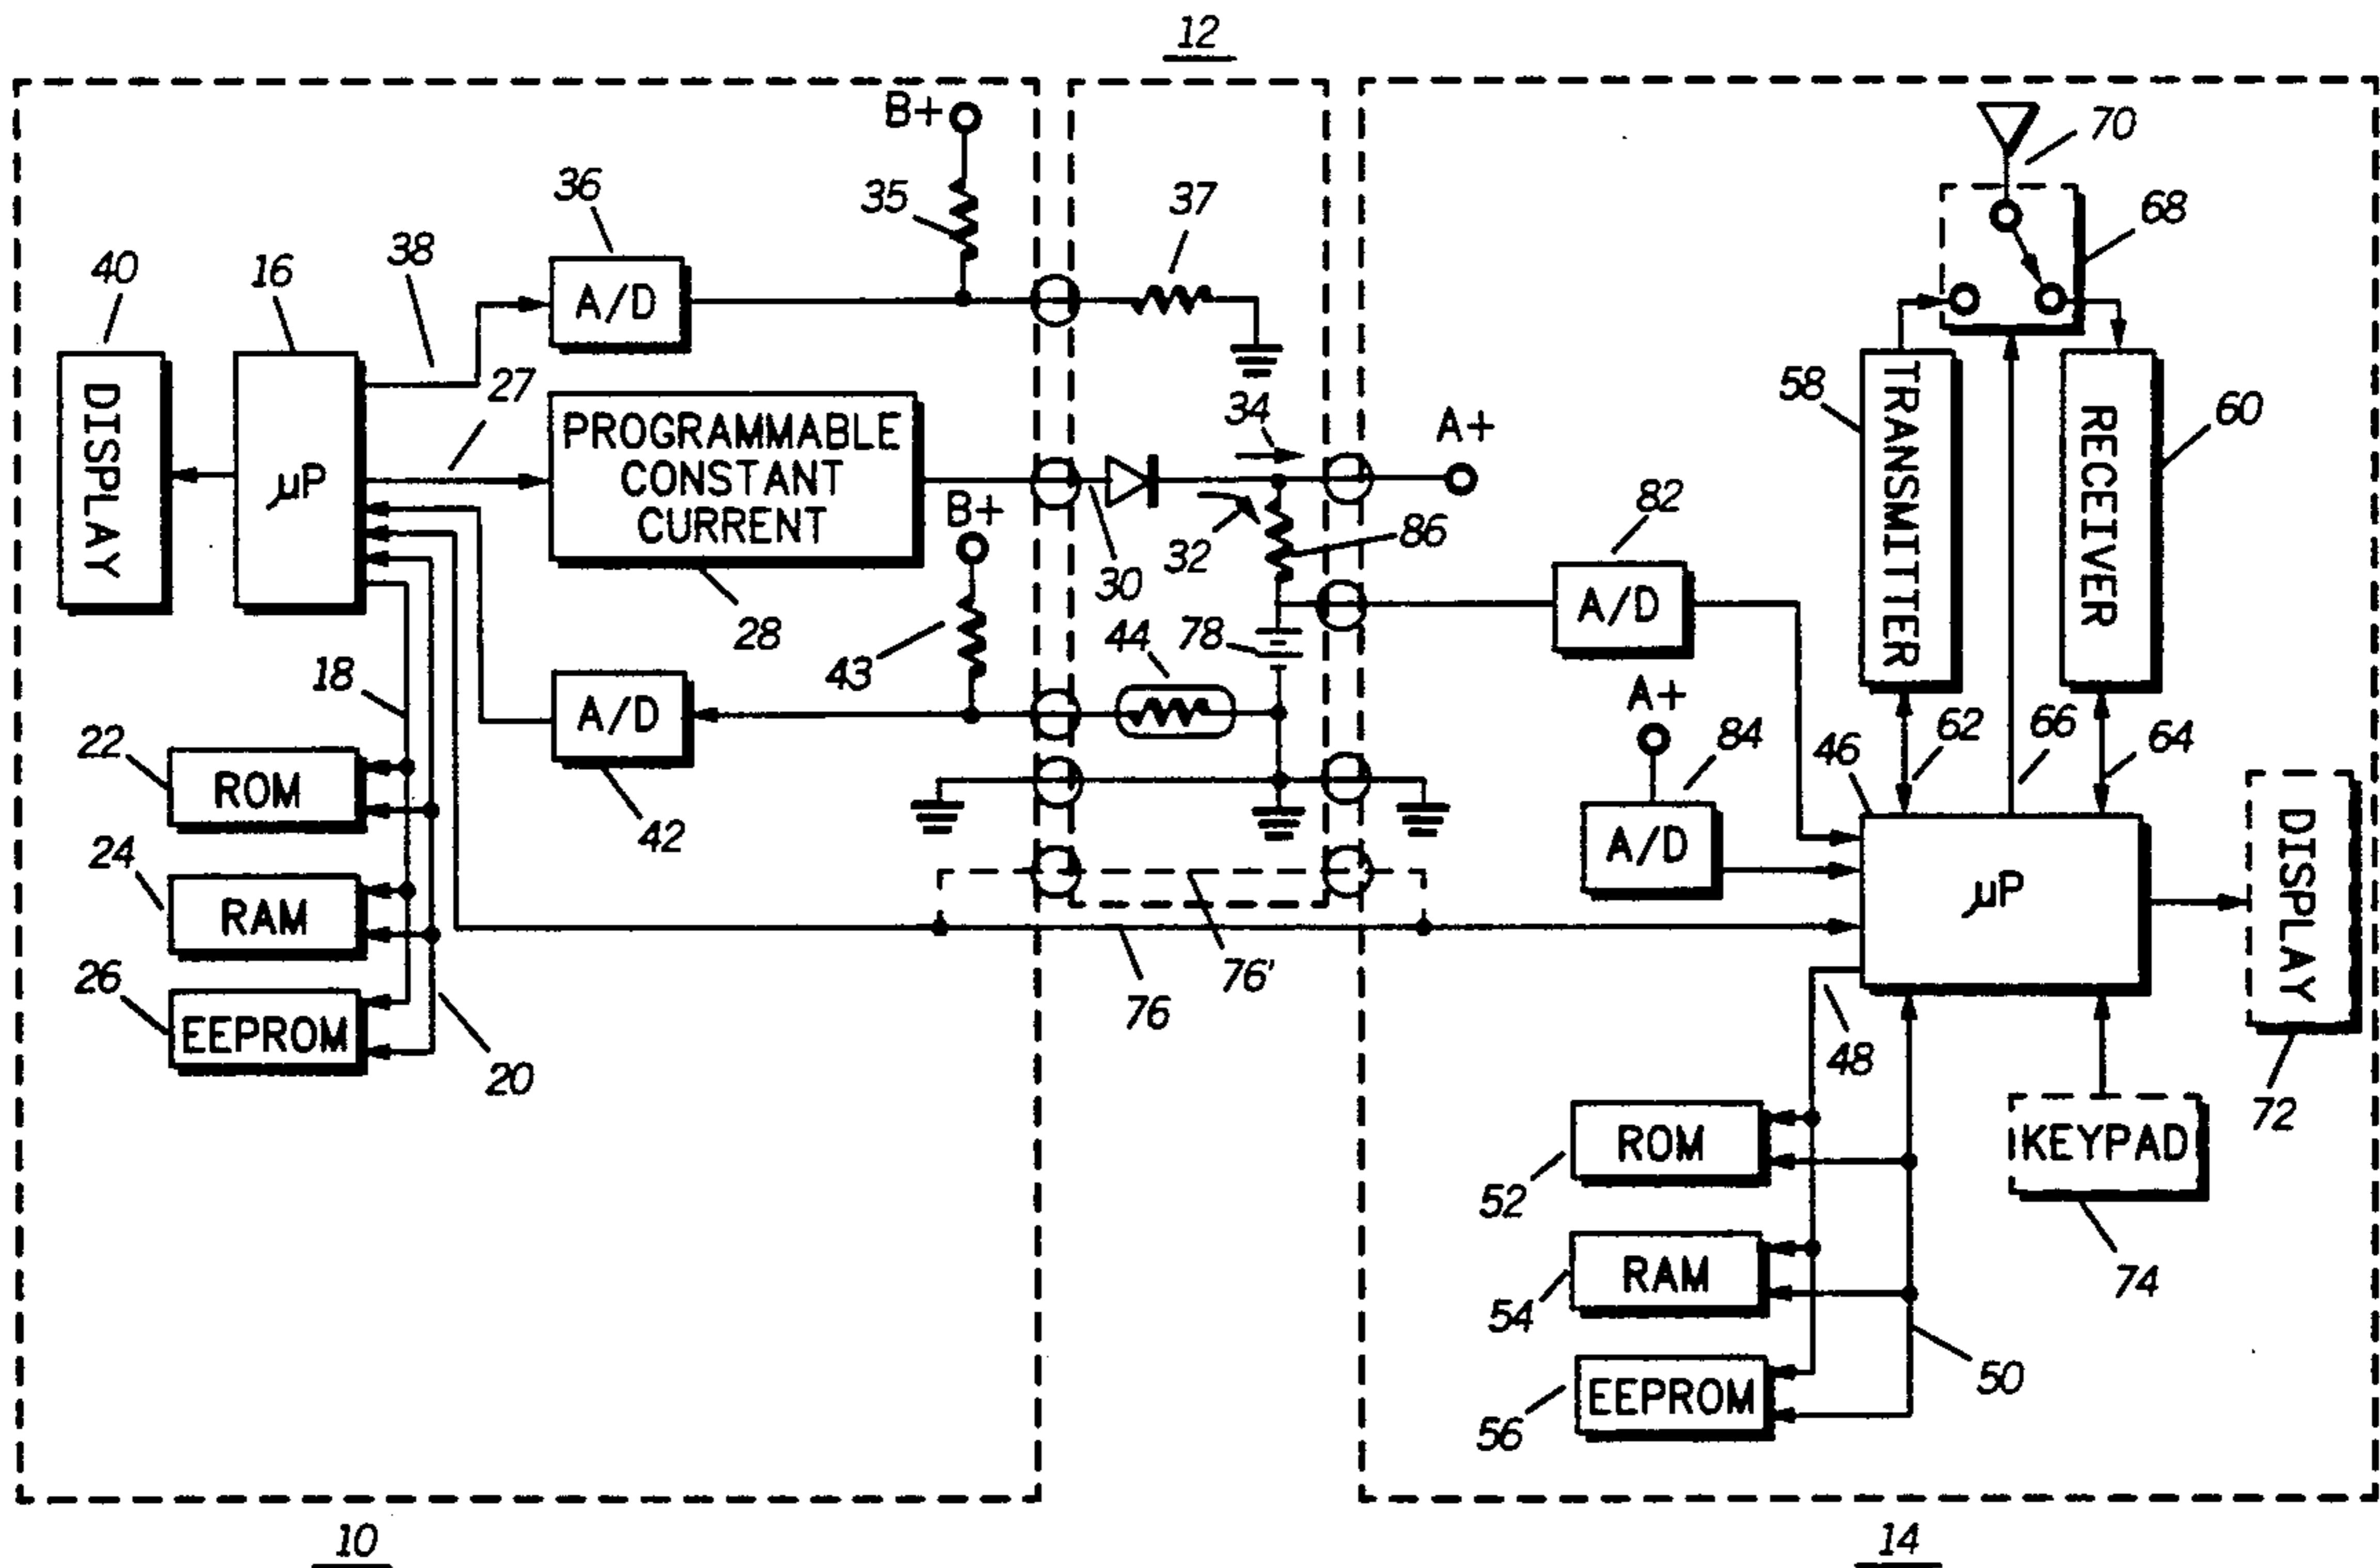 12
B+
70
36
35
37
68
40
16
38
A/D
27
DISPLAY
µP
PROGRAMMABLE
CONSTANT
CURRENT
34
A+
58
TRANSMITTER
RECEIVER
60
B+
30
32
86
82
A/D
28
43
44
78
18
A/D
A+
84
62
66
64
22
ROM
42
46
A/D
DISPLAY
24
RAM
µP
26
EEPROM
76
76'
20
48
72
ROM
KEYPAD
52
RAM
74
54
50
EEPROM
56
10
14